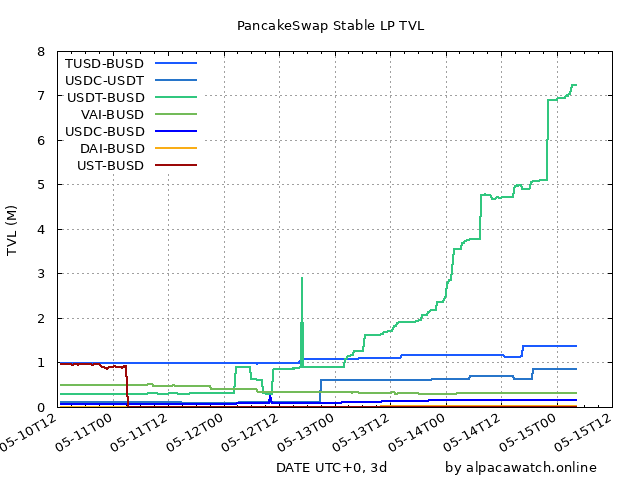 PancakeSwap Stable LP TVL
TUSD-BUSD
USDC-USDT
USDT-BUSD
VAI-BUSD
USDC-BUSD
DAI-BUSD
UST-BUSD
TVL (M)
8
7
6
5
4
3
2
1
0
05-10T12
05-11T00
05-11T12
05-12T00
05-12T12
05-13T00
05-13T12
05-14T00
05-14T12
05-15T00
05-15T12
DATE UTC+0, 3d
by alpacawatch.online